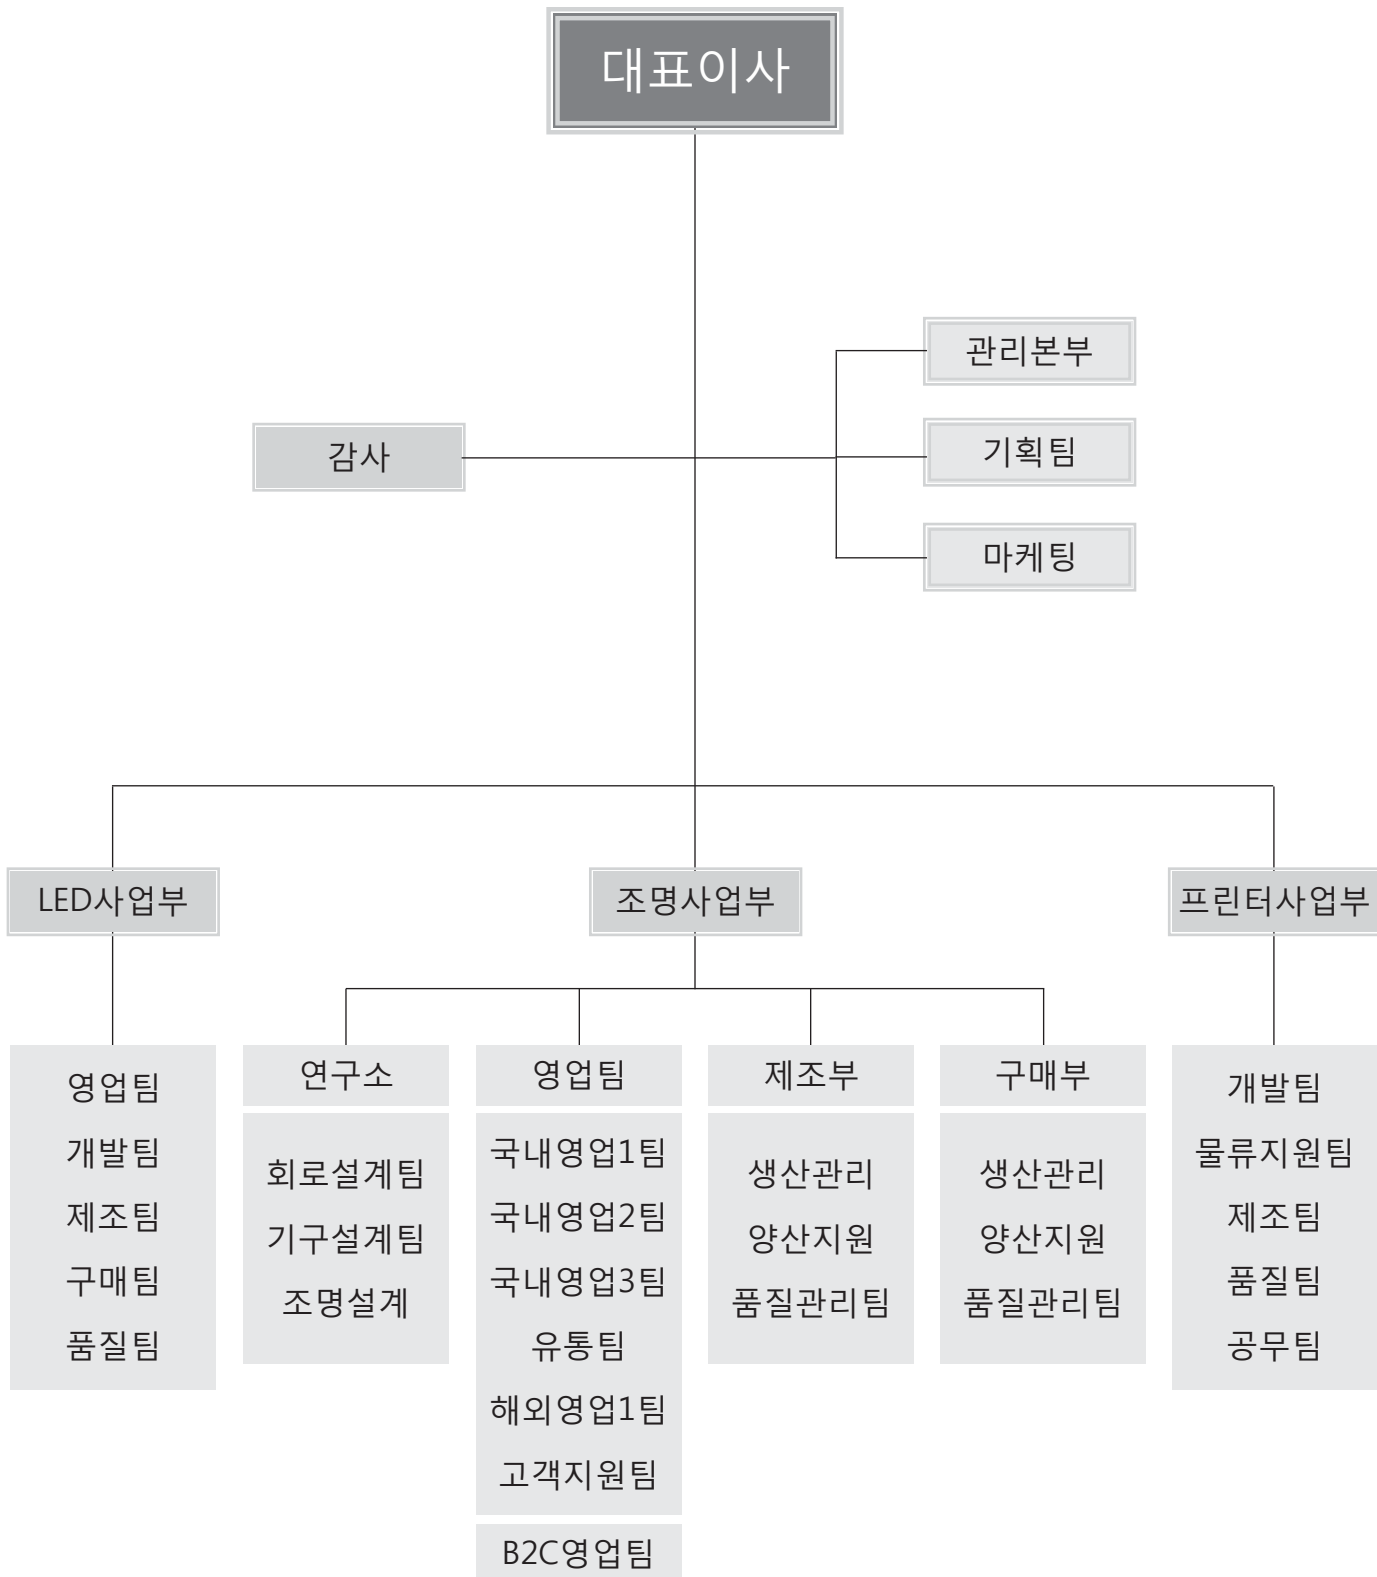 대표이사
관리본부
감사
기획팀
마케팅
LED사업부
조명사업부
프린터사업부
영업팀
개발팀
제조팀
구매팀
품질팀
연구소
회로설계팀
기구설계팀
조명설계
영업팀
국내영업1팀
국내영업2팀
국내영업3팀
유통팀
해외영업1팀
고객지원팀
B2C영업팀
제조부
생산관리
양산지원
품질관리팀
구매부
생산관리
양산지원
품질관리팀
개발팀
물류지원팀
제조팀
품질팀
공무팀